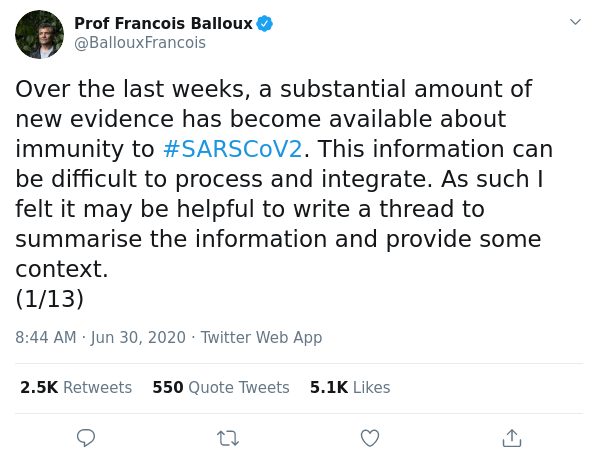 Prof Francois Balloux
@BallouxFrancois
Over the last weeks, a substantial amount of
new evidence has become available about
immunity to #SARSCoV2. This information can
be difficult to process and integrate. As such I
felt it may be helpful to write a thread to
summarise the information and provide some
context.
(1/13)
8:44 AM · Jun 30, 2020 · Twitter Web App
2.5K Retweets 550 Quote Tweets 5.1K Likes